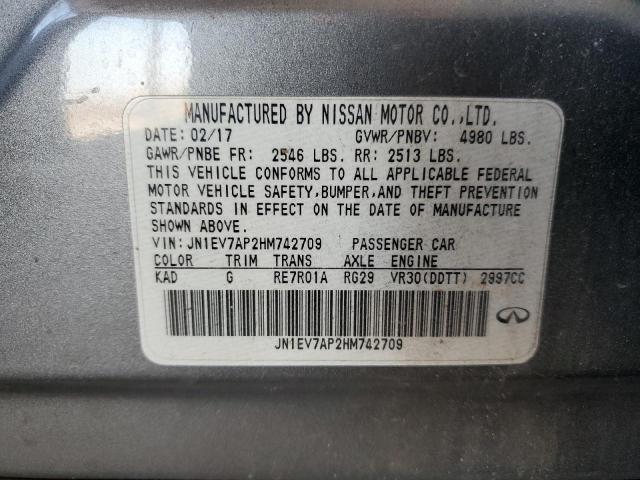 MANUFACTURED BY NISSAN MOTOR CO.,LTD.
DATE: 02/17 GVWR/PNBV: 4980 LBS.
GAWR/PNBE FR: 2546 LBS. RR: 2513 LBS.
THIS VEHICLE CONFORMS TO ALL APPLICABLE FEDERAL
MOTOR VEHICLE SAFETY,BUMPER,AND THEFT PREVENTION
STANDARDS IN EFFECT ON THE DATE OF MANUFACTURE
SHOWN ABOVE.
VIN: JN1EV7AP2HM742709 PASSENGER CAR
COLOR TRIM TRANS AXLE ENGINE
KAD G RE7R01A RG29 VR30(DDTT) 2997CC
JN1EV7AP2HM742709